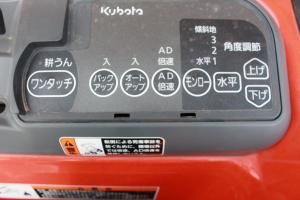 Kubota
耕うん
ワンタッチ
入
バック
アップ
入
オート
アップ
AD
倍速
AD
倍速
傾斜地
3
2
水平 1
モンロー
水平
角度調節
上げ
下げ